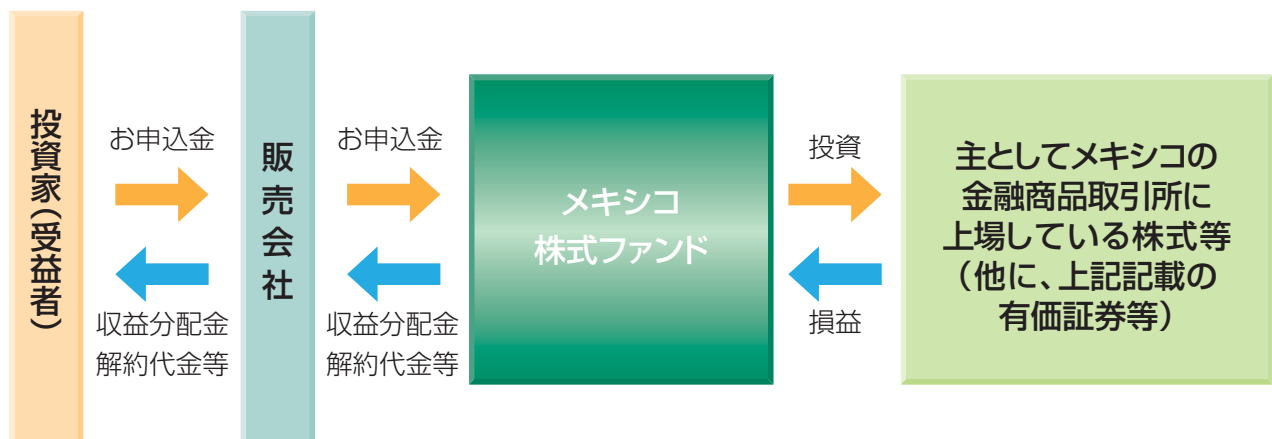 投資家(受益者)
お申込金
収益分配金
解約代金等
販売会社
お申込金
収益分配金
解約代金等
メキシコ
株式ファンド
投資
損益
主としてメキシコの
金融商品取引所に
上場している株式等
(他に、上記記載の
有価証券等)